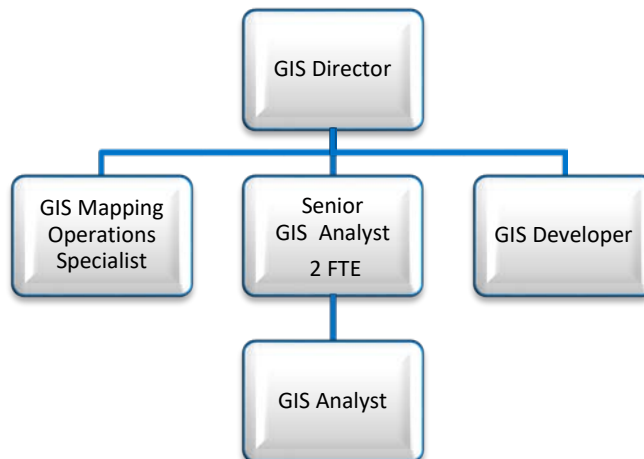 GIS Director
GIS Mapping
Operations
Specialist
Senior
GIS Analyst
2 FTE
GIS Developer
GIS Analyst